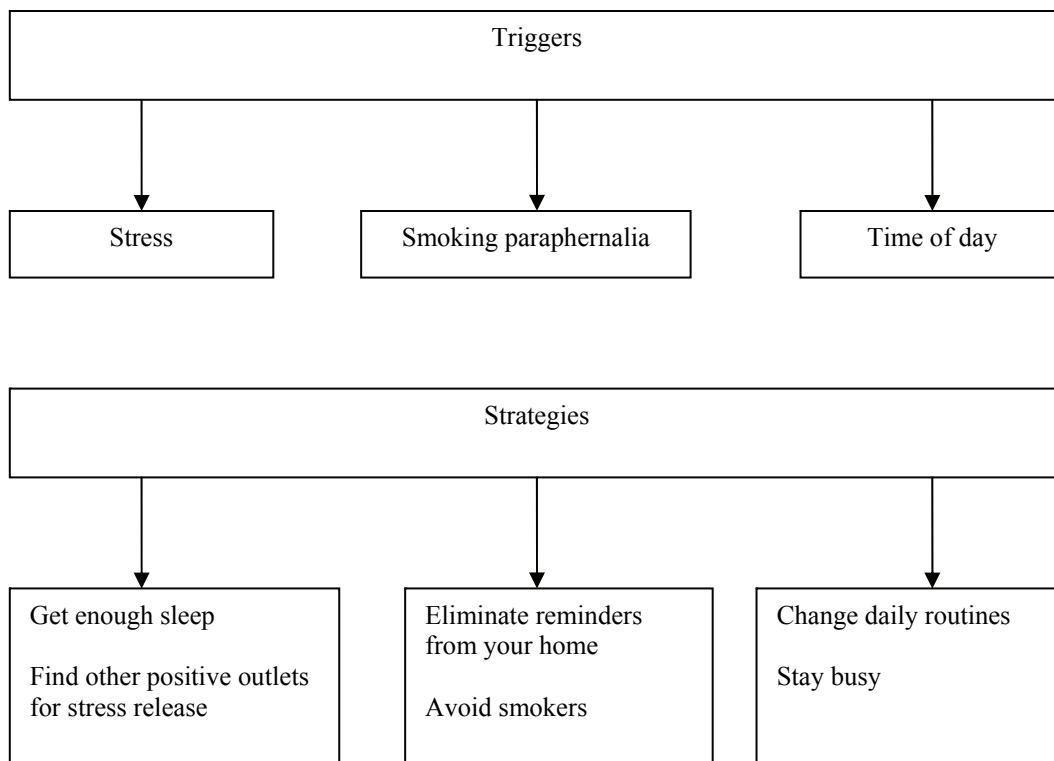 Triggers
Stress
Smoking paraphernalia
Time of day
Strategies
Get enough sleep
Find other positive outlets
for stress release
Eliminate reminders
from your home
Avoid smokers
Change daily routines
Stay busy